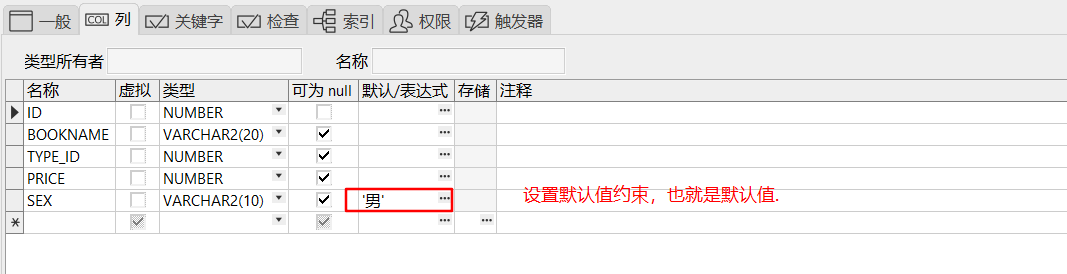 一般 列 关键字 检查 索引 权限 触发器
类型所有者 名称
名称 虚拟 类型 可为 null 默认/表达式 存储 注释
ID NUMBER
BOOKNAME VARCHAR2(20)
TYPE_ID NUMBER
PRICE NUMBER
SEX VARCHAR2(10) '男' 设置默认值约束，也就是默认值.